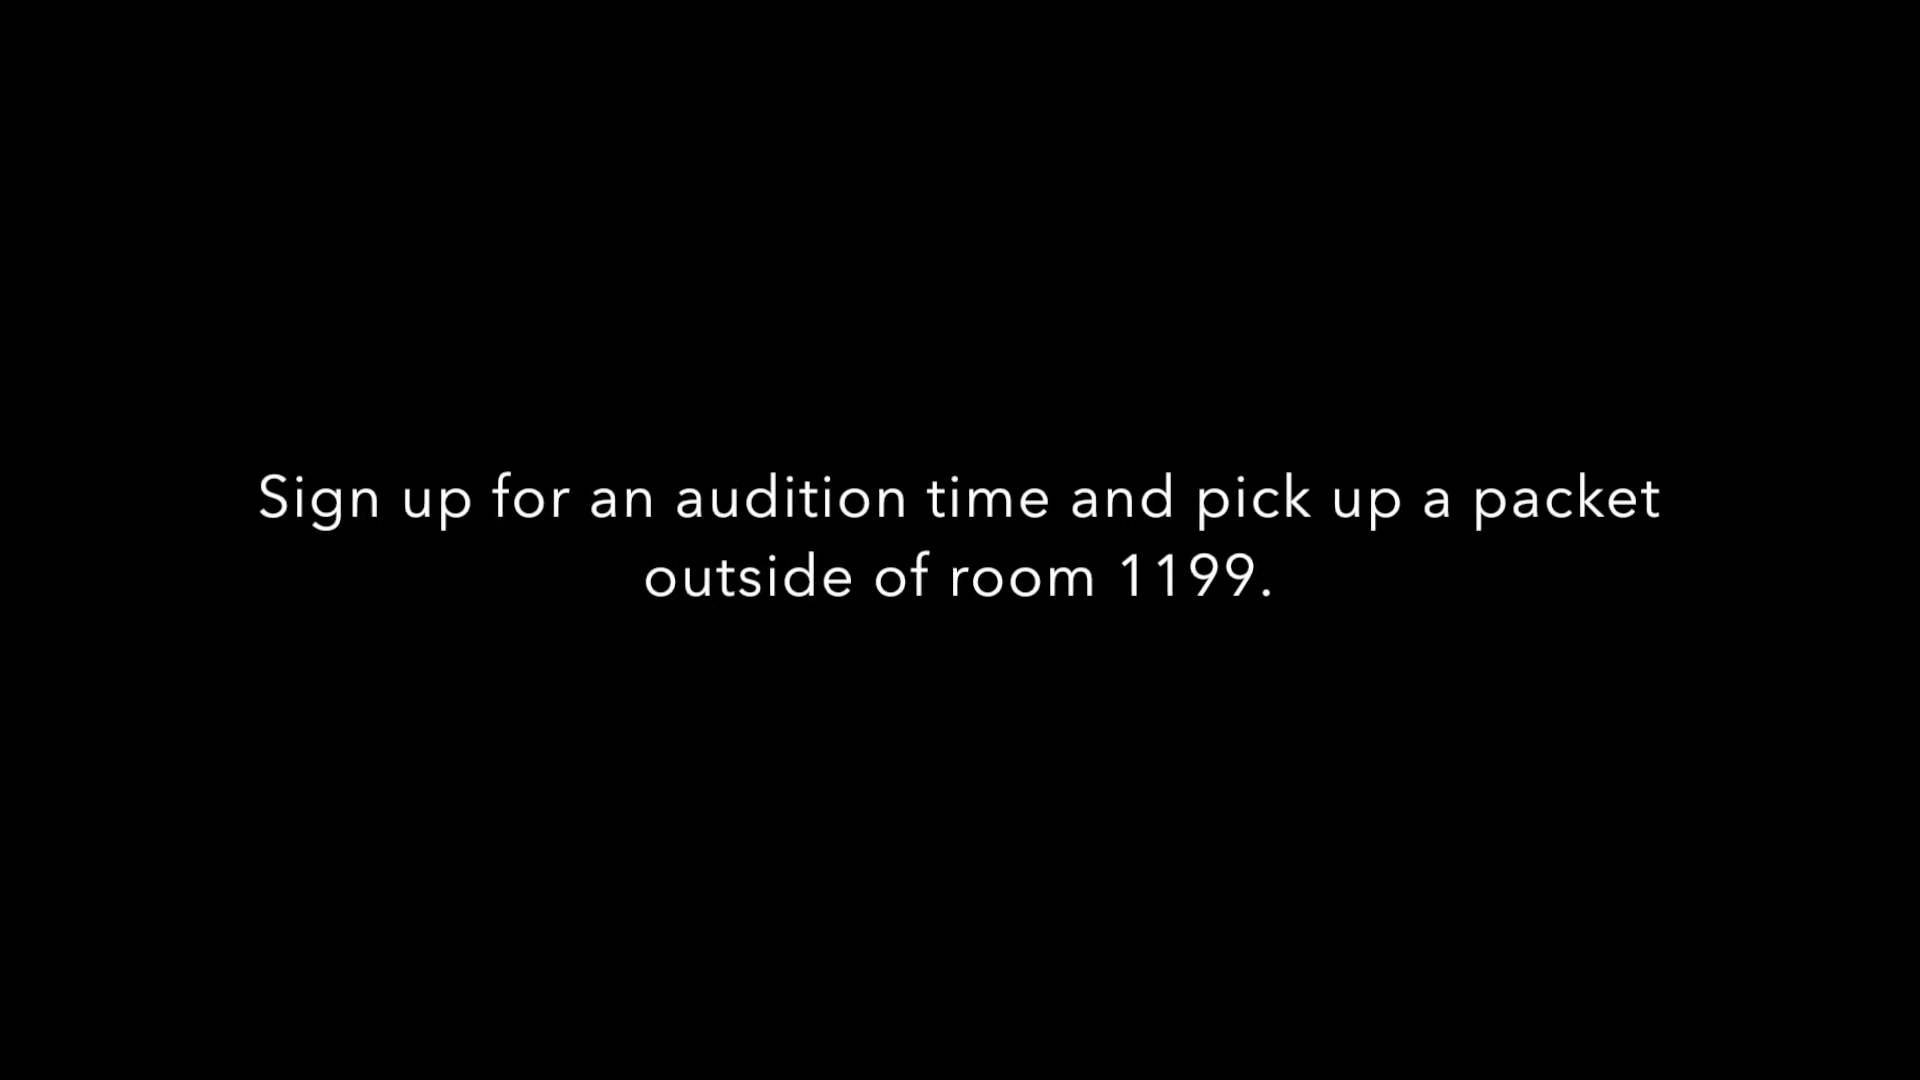 Sign up for an audition time and pick up a packet
outside of room 1199.